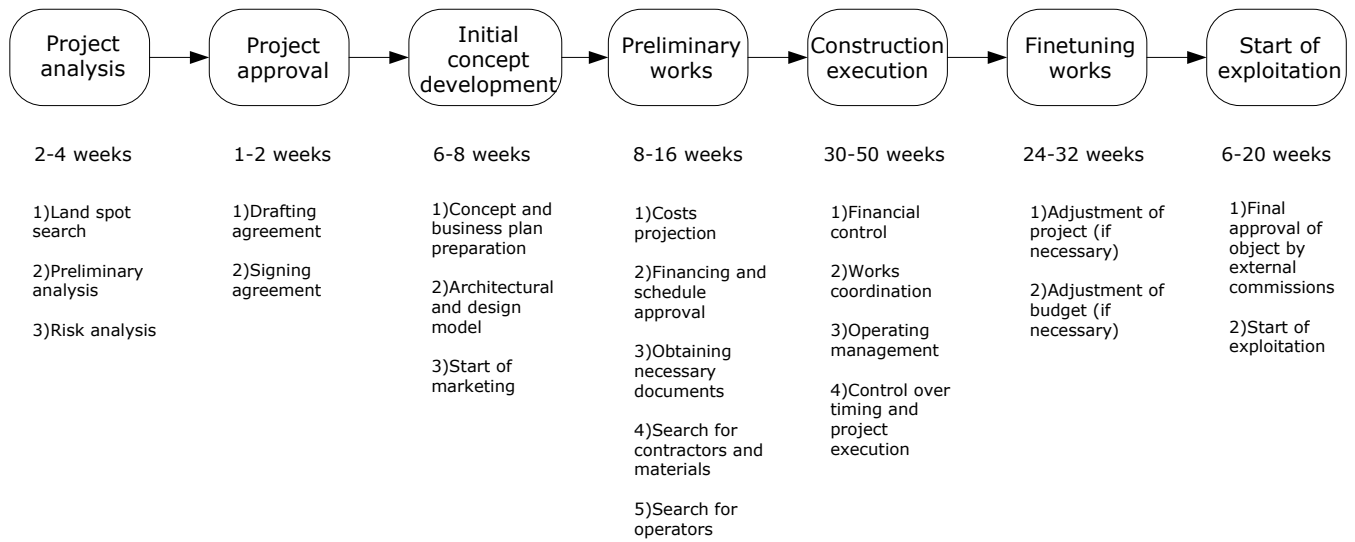 Project
analysis
Project
approval
Initial
concept
development
Preliminary
works
Construction
execution
Finetuning
works
Start of
exploitation
2-4 weeks
1-2 weeks
6-8 weeks
8-16 weeks
30-50 weeks
24-32 weeks
6-20 weeks
1)Land spot
search
2)Preliminary
analysis
3)Risk analysis
1)Drafting
agreement
2)Signing
agreement
1)Concept and
business plan
preparation
2)Architectural
and design
model
3)Start of
marketing
1)Costs
projection
2)Financing and
schedule
approval
3)Obtaining
necessary
documents
4)Search for
contractors and
materials
5)Search for
operators
1)Financial
control
2)Works
coordination
3)Operating
management
4)Control over
timing and
project
execution
1)Adjustment of
project (if
necessary)
2)Adjustment of
budget (if
necessary)
1)Final
approval of
object by
external
commissions
2)Start of
exploitation